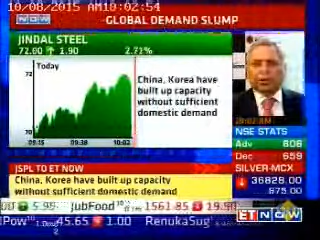 10/08/2015 AM10:02:54
NOW
GLOBAL DEMAND SLUMP
JINDAL STEEL
72.00 1.90 2.71%
Today
72
70
09:15 09:38 10:02
China, Korea have
built up capacity
without sufficient
domestic demand
NSE STATS
Adv 608
Dec 659
SILVER-MCX
36829.00
675.00
JSPL TO ET NOW
China, Korea have built up capacity
without sufficient domestic demand
5.59 JubFood 1561.85 19.90
Pow 45.65 1.00 RenukaSug
ET NOW